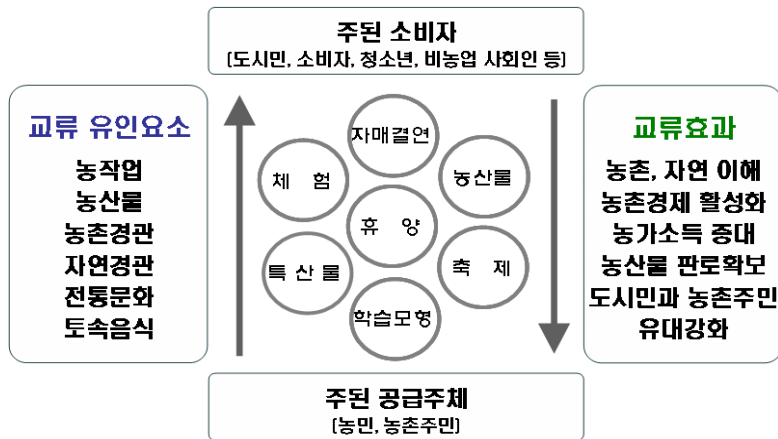 주된 소비자
(도시민, 소비자, 청소년, 비농업 사회인 등)
교류 유인요소
농작업
농산물
농촌경관
자연경관
전통문화
토속음식
자매결연
체 험
농산물
휴 양
특 산 물
축 제
학습모형
교류효과
농촌, 자연 이해
농촌경제 활성화
농가소득 증대
농산물 판로확보
도시민과 농촌주민
유대강화
주된 공급주체
(농민, 농촌주민)